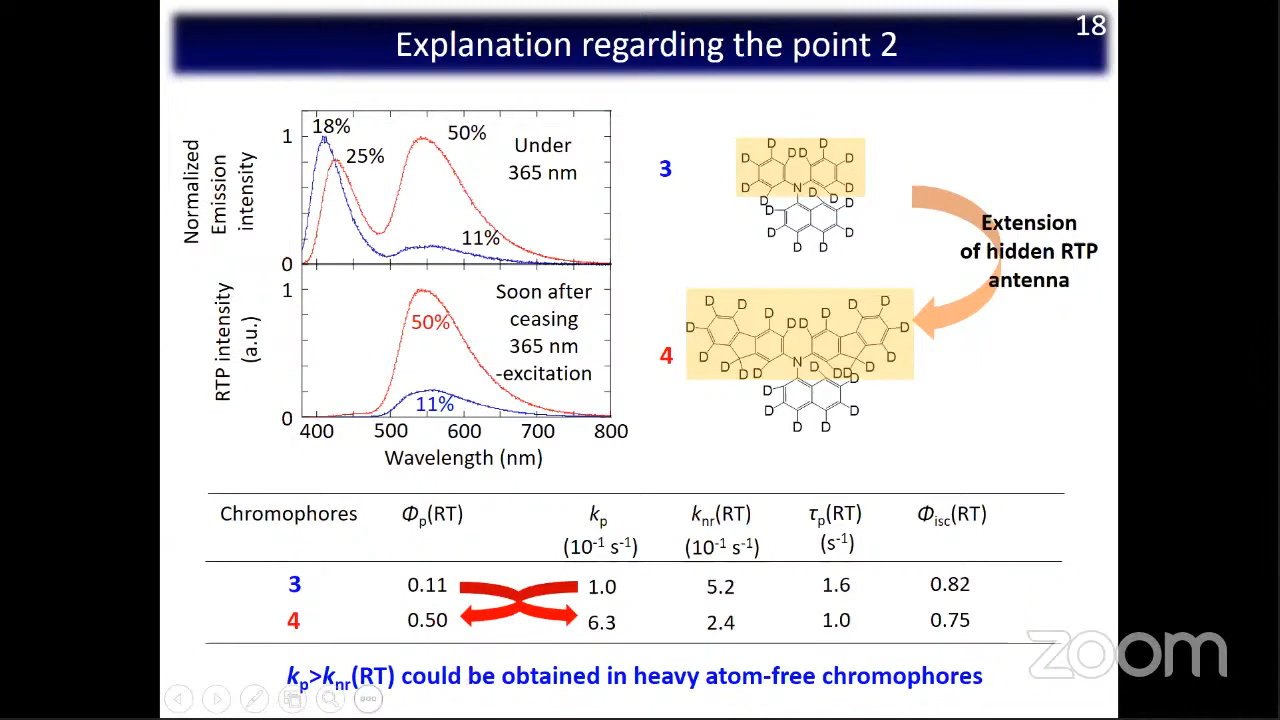 18
Explanation regarding the point 2
Normalized
Emission
intensity
1
0
18%
25%
50%
11%
Under
365 nm
RTP intensity
(a.u.)
1
0
50%
11%
Soon after
ceasing
365 nm
-excitation
400 500 600 700 800
Wavelength (nm)
3
D D D D D D D D D D
N
D D D D D D D
4
D D D D D D D D D D D D D D D D D D
N
D D D D D D D
Extension
of hidden RTP
antenna
Chromophores Φp(RT) kp knr(RT) τp(RT) Φisc(RT)
(10-1 s-1) (10-1 s-1) (s-1)
3 0.11 1.0 5.2 1.6 0.82
4 0.50 6.3 2.4 1.0 0.75
kp>knr(RT) could be obtained in heavy atom-free chromophores
zoom